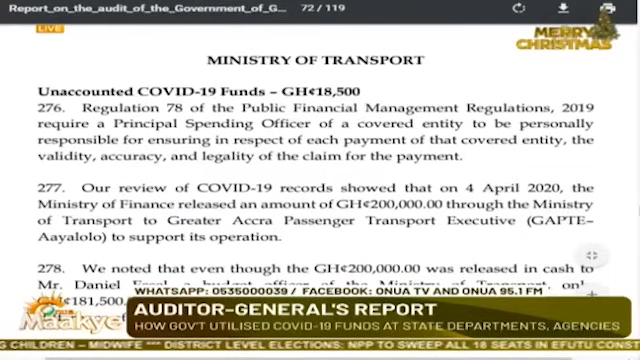 Report_on_the_audit_of_the_Government_of_G...
72 / 119
LIVE
MERRY
CHRISTMAS
MINISTRY OF TRANSPORT
Unaccounted COVID-19 Funds – GH¢18,500
276. Regulation 78 of the Public Financial Management Regulations, 2019
require a Principal Spending Officer of a covered entity to be personally
responsible for ensuring in respect of each payment of that covered entity, the
validity, accuracy, and legality of the claim for the payment.
277. Our review of COVID-19 records showed that on 4 April 2020, the
Ministry of Finance released an amount of GH¢200,000.00 through the Ministry
of Transport to Greater Accra Passenger Transport Executive (GAPTE–
Aayalolo) to support its operation.
278. We noted that even though the GH¢200,000.00 was released in cash to
Mr. Daniel
WHATSAPP: 0535000039 / FACEBOOK: ONUA TV AND ONUA 95.1 FM
181,500
Maakye
AUDITOR-GENERAL'S REPORT
HOW GOV'T UTILISED COVID-19 FUNDS AT STATE DEPARTMENTS, AGENCIES
G CHILDREN - MIDWIFE *** DISTRICT LEVEL ELECTIONS: NPP TO SWEEP ALL 18 SEATS IN EFUTU CONST